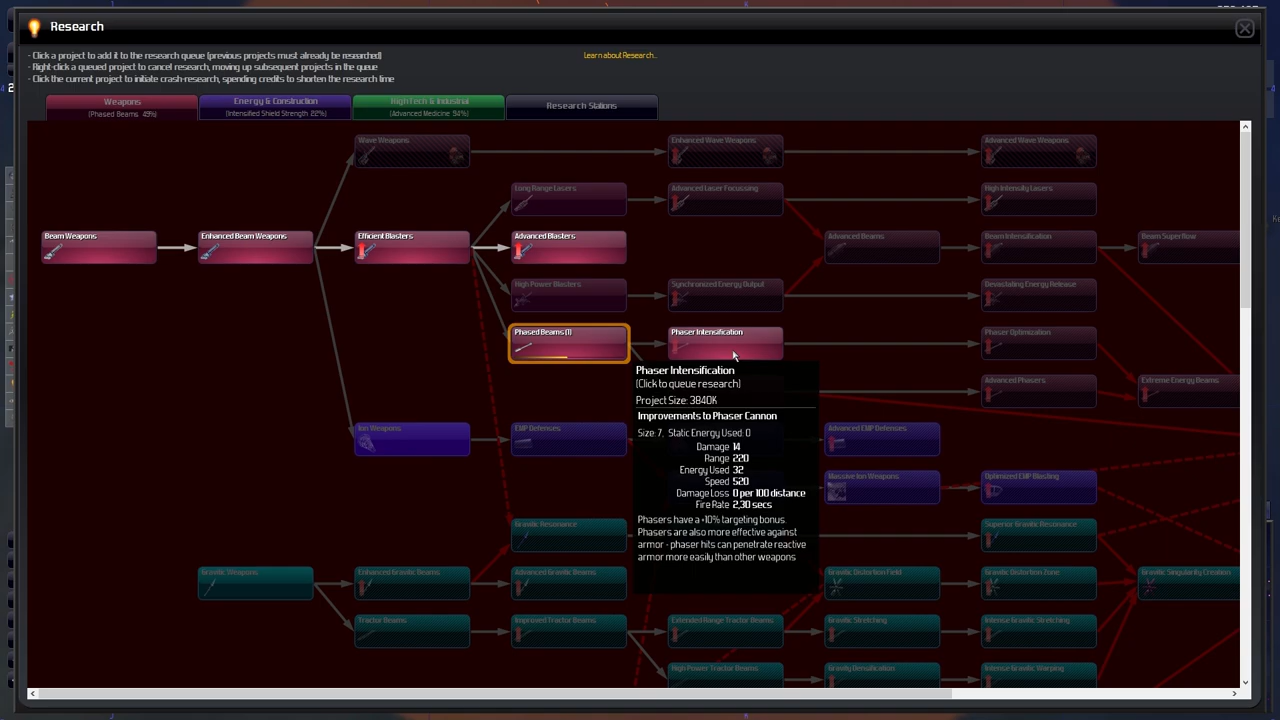 Research
- Click a project to add it to the research queue (previous projects must already be researched)
- Right-click a queued project to cancel research, moving up subsequent projects in the queue
- Click the current project to initiate crash-research, spending credits to shorten the research time
Learn about Research...
Weapons
(Phased Beams 49%)
Energy & Construction
(Intensified Shield Strength 22%)
HighTech & Industrial
(Advanced Medicine 94%)
Research Stations
Wave Weapons
Enhanced Wave Weapons
Advanced Wave Weapons
Long Range Lasers
Advanced Laser Focussing
High Intensity Lasers
Beam Weapons
Enhanced Beam Weapons
Efficient Blasters
Advanced Blasters
Advanced Beams
Beam Intensification
Beam Superflow
High Power Blasters
Synchronized Energy Output
Devastating Energy Release
Phased Beams (1)
Phaser Intensification
Phaser Optimization
Phaser Intensification
(Click to queue research)
Project Size: 3840K
Improvements to Phaser Cannon
Size: 7, Static Energy Used: 0
Damage 14
Range 220
Energy Used 32
Speed 520
Damage Loss 0 per 100 distance
Fire Rate 2,30 secs
Phasers have a +10% targeting bonus.
Phasers are also more effective against
armor - phaser hits can penetrate reactive
armor more easily than other weapons
Advanced Phasers
Extreme Energy Beams
Ion Weapons
EMP Defenses
Advanced EMP Defenses
Massive Ion Weapons
Optimized EMP Blasting
Gravitic Resonance
Superior Gravitic Resonance
Gravitic Weapons
Enhanced Gravitic Beams
Advanced Gravitic Beams
Gravitic Distortion Field
Gravitic Distortion Zone
Gravitic Singularity Creation
Tractor Beams
Improved Tractor Beams
Extended Range Tractor Beams
Gravitic Stretching
Intense Gravitic Stretching
High Power Tractor Beams
Gravity Densification
Intense Gravitic Warping